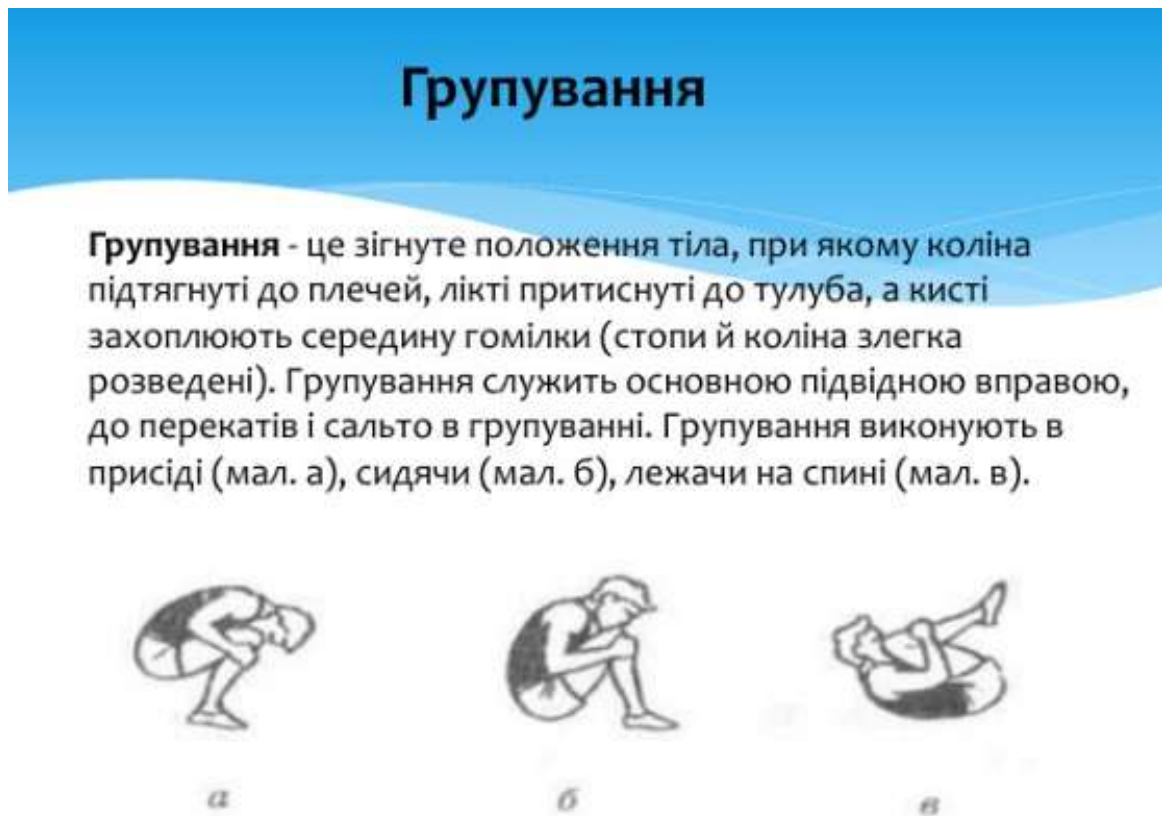 Групування
Групування - це зігнуте положення тіла, при якому коліна
підтягнуті до плечей, лікті притиснуті до тулуба, а кисті
захоплюють середину гомілки (стопи й коліна злегка
розведені). Групування служить основною підвідною вправою,
до перекатів і сальто в групуванні. Групування виконують в
присіді (мал. а), сидячи (мал. б), лежачи на спині (мал. в).
а б в